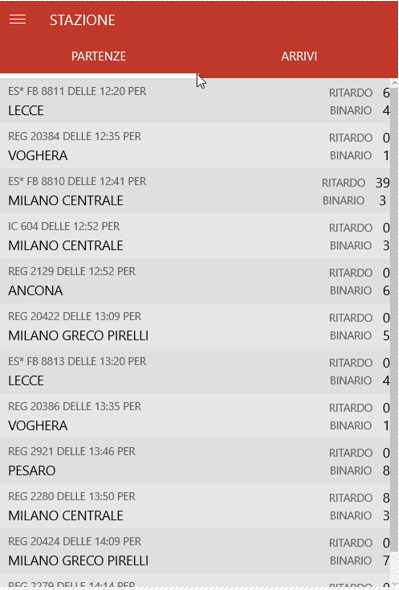 STAZIONE
PARTENZE ARRIVI
ES* FB 8811 DELLE 12:20 PER RITARDO 6
LECCE BINARIO 4
REG 20384 DELLE 12:35 PER RITARDO 0
VOGHERA BINARIO 1
ES* FB 8810 DELLE 12:41 PER RITARDO 39
MILANO CENTRALE BINARIO 3
IC 604 DELLE 12:52 PER RITARDO 0
MILANO CENTRALE BINARIO 3
REG 2129 DELLE 12:52 PER RITARDO 0
ANCONA BINARIO 6
REG 20422 DELLE 13:09 PER RITARDO 0
MILANO GRECO PIRELLI BINARIO 5
ES* FB 8813 DELLE 13:20 PER RITARDO 0
LECCE BINARIO 4
REG 20386 DELLE 13:35 PER RITARDO 0
VOGHERA BINARIO 1
REG 2921 DELLE 13:46 PER RITARDO 0
PESARO BINARIO 8
REG 2280 DELLE 13:50 PER RITARDO 8
MILANO CENTRALE BINARIO 3
REG 20424 DELLE 14:09 PER RITARDO 0
MILANO GRECO PIRELLI BINARIO 7
REG 2279 DELLE 14:14 PER RITARDO 0